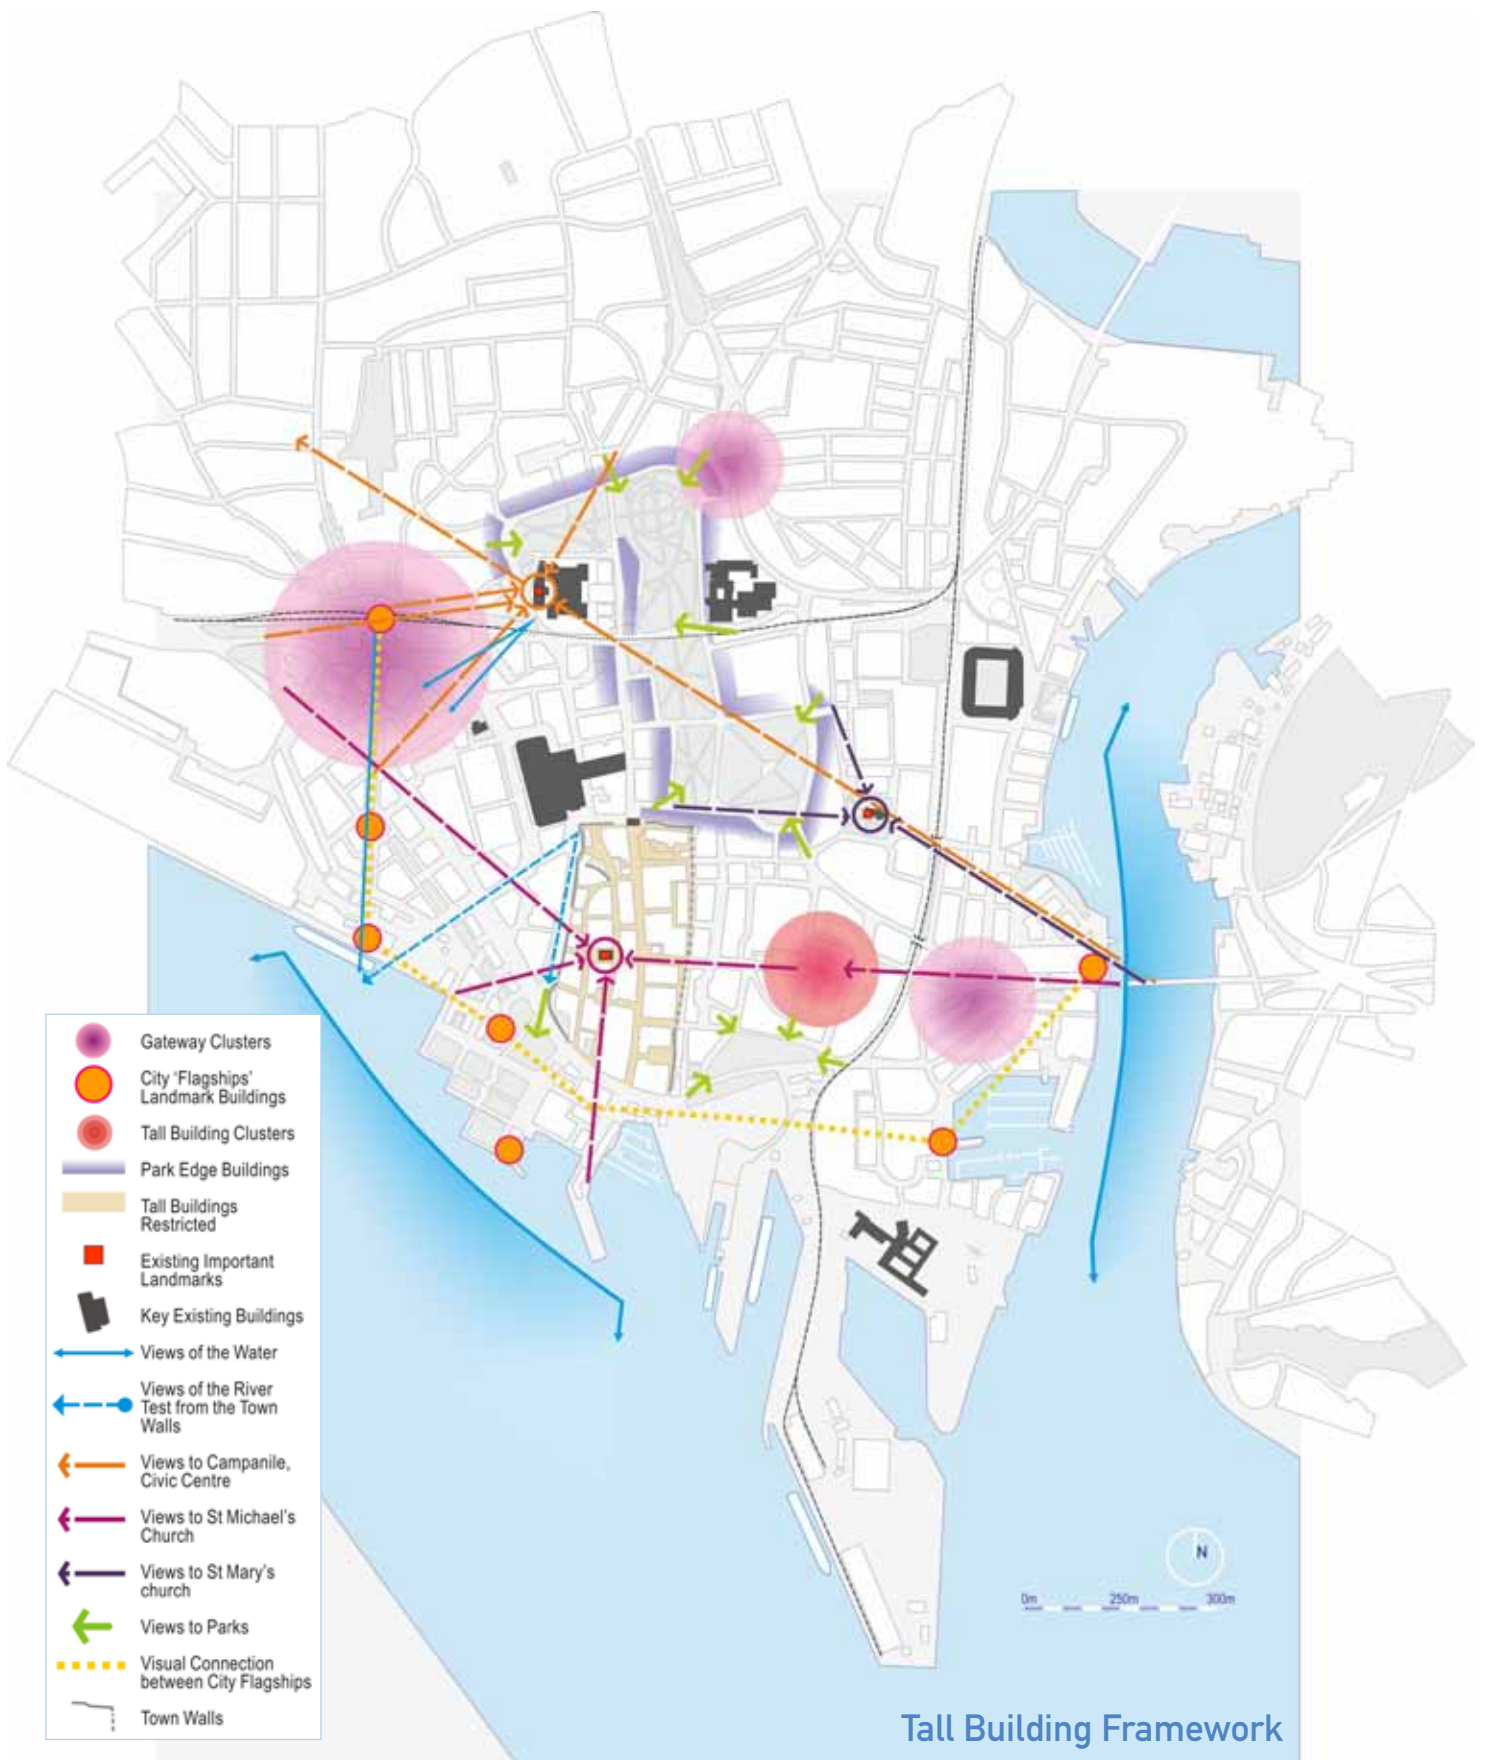 Gateway Clusters
City ‘Flagships’
Landmark Buildings
Tall Building Clusters
Park Edge Buildings
Tall Buildings
Restricted
Existing Important
Landmarks
Key Existing Buildings
Views of the Water
Views of the River
Test from the Town
Walls
Views to Campanile,
Civic Centre
Views to St Michael's
Church
Views to St Mary's
church
Views to Parks
Visual Connection
between City Flagships
Town Walls
N
0m 250m 300m
Tall Building Framework